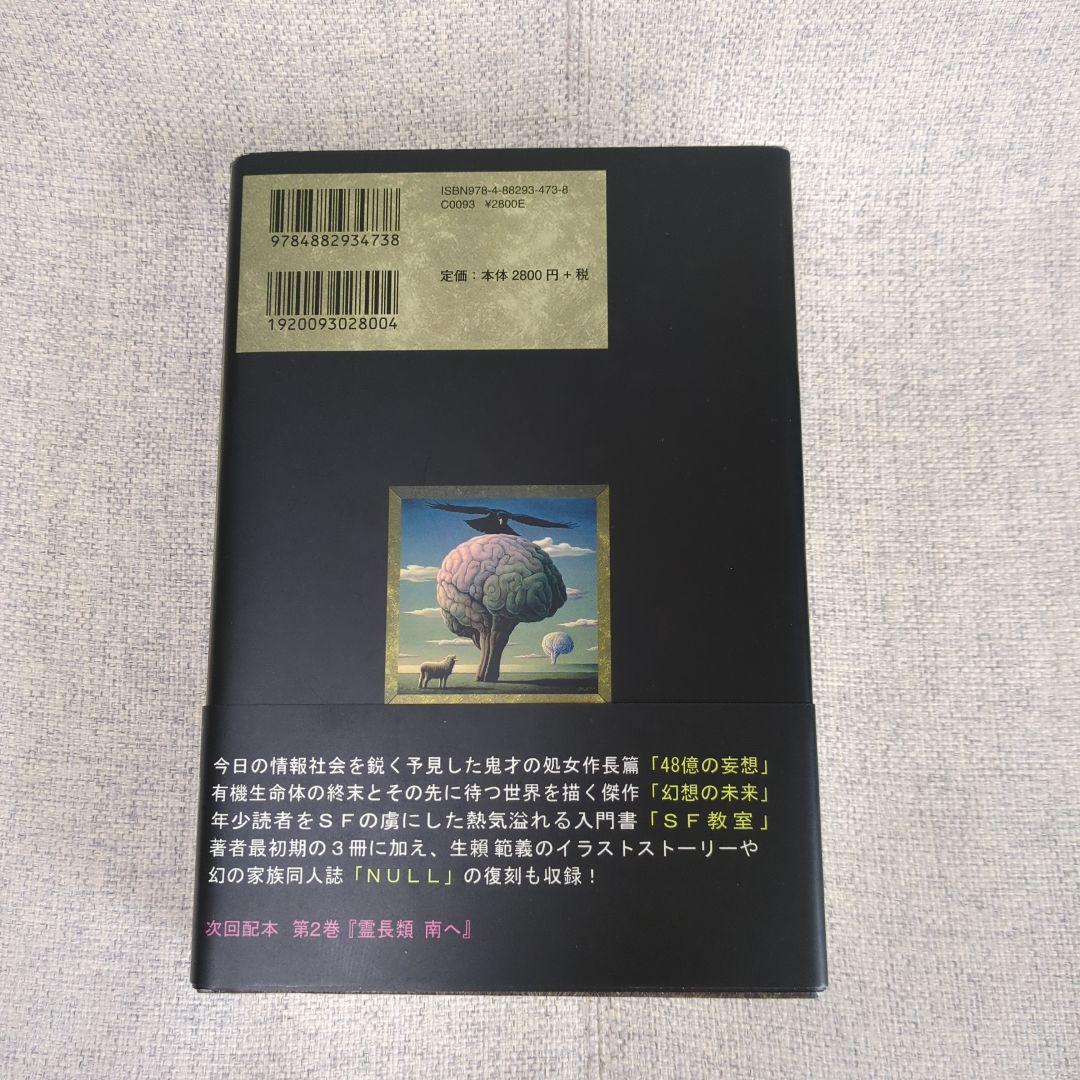 ISBN978-4-88293-473-8
C0093 ¥2800E
9784882934738
定価：本体 2800 円 + 税
1920093028004
今日の情報社会を鋭く予見した鬼才の処女作長篇「48億の妄想」
有機生命体の終末とその先に待つ世界を描く傑作「幻想の未来」
年少読者をＳＦの虜にした熱気溢れる入門書「ＳＦ教室」
著者最初期の３冊に加え、生賴範義のイラストストーリーや
幻の家族同人誌「ＮＵＬＬ」の復刻も収録！
次回配本 第2巻『霊長類 南へ』